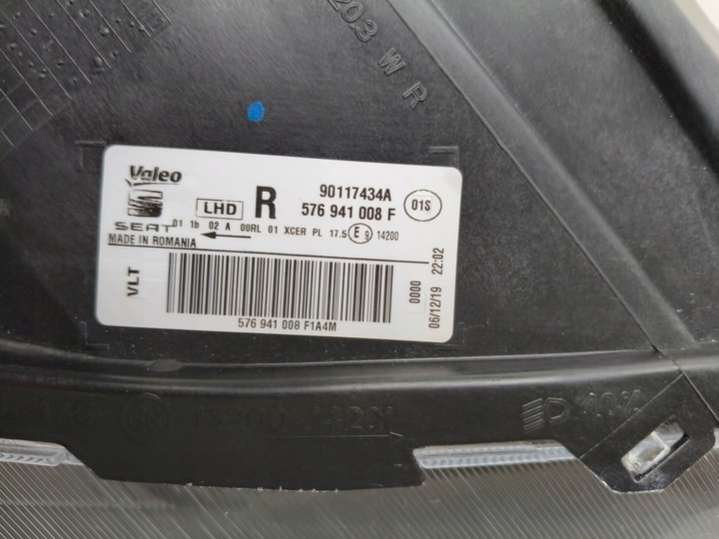 203 W R
Valeo
SEAT
LHD R
90117434A
576 941 008 F
01S
01 1b 02 A 00RL 01 XCER PL 17.5 E 9 14200
MADE IN ROMANIA
VLT
0000
06/12/19 22:02
576 941 008 F1A4M